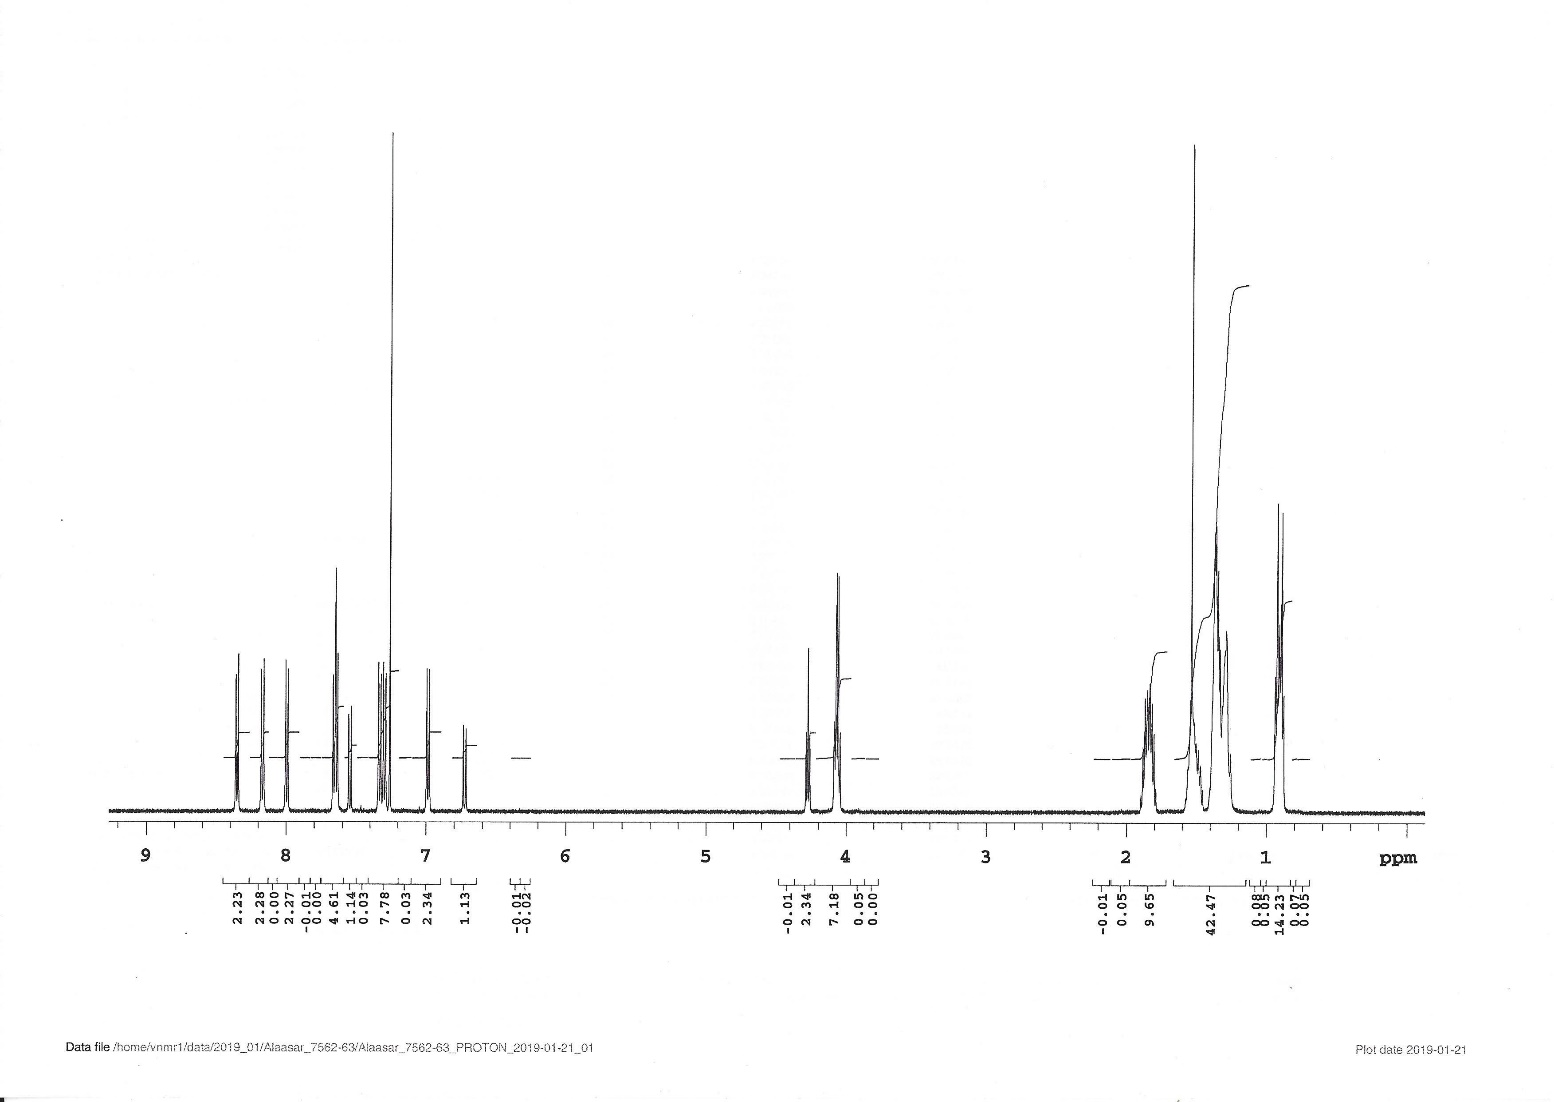 9 8 7 6 5 4 3 2 1 ppm
2.23 2.28 0.00 2.27 -0.01 0.00 4.61 1.14 0.03 7.78 0.03 2.34 1.13 -0.01 -0.02 -0.01 2.34 7.18 0.05 0.00 -0.01 0.05 9.65 42.47 0.08 0.05 14.23 0.07 0.05
Data file /home/vnmr1/data/2019_01/Alaasar_7562-63/Alaasar_7562-63_PROTON_2019-01-21_01
Plot date 2019-01-21